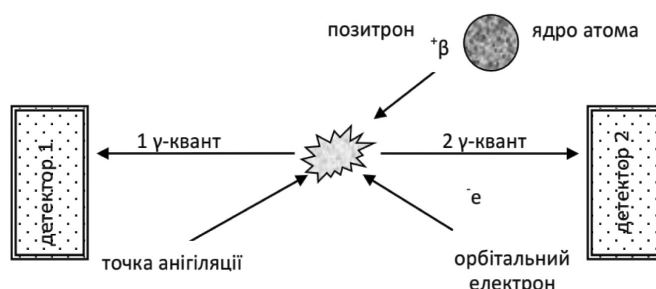 позитрон
ядро атома
⁺β
детектор 1
1 γ-квант
2 γ-квант
детектор 2
⁻е
точка анігіляції
орбітальний
електрон